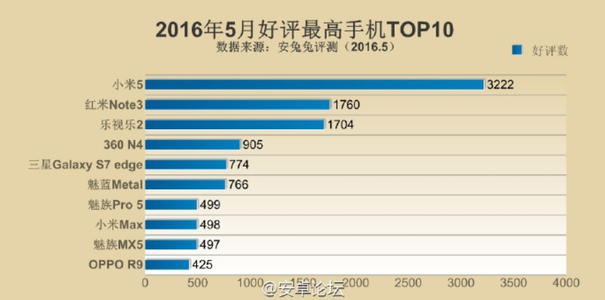 2016年5月好评最高手机TOP10
数据来源：安兔兔评测（2016.5）
好评数
小米5 3222
红米Note3 1760
乐视乐2 1704
360 N4 905
三星Galaxy S7 edge 774
魅蓝Metal 766
魅族Pro 5 499
小米Max 498
魅族MX5 497
OPPO R9 425
0 500 1000 1500 2000 2500 3000 3500 4000
@安卓论坛